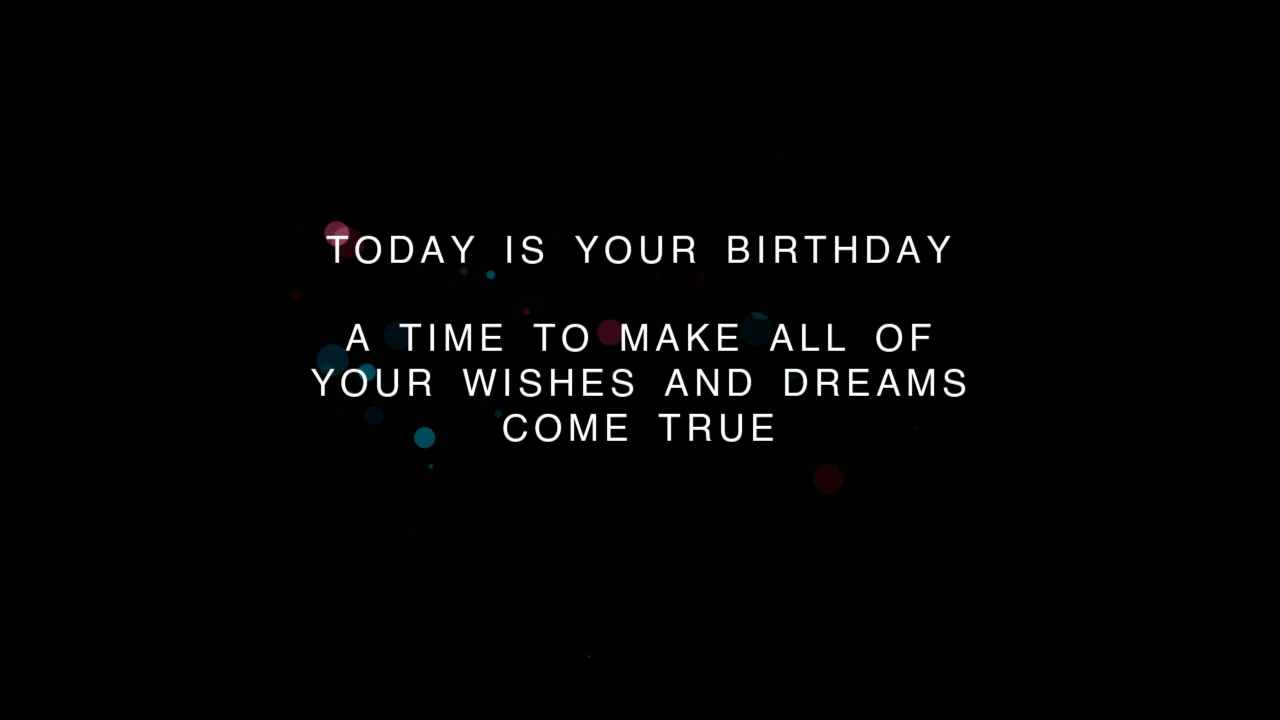 TODAY IS YOUR BIRTHDAY
A TIME TO MAKE ALL OF
YOUR WISHES AND DREAMS
COME TRUE